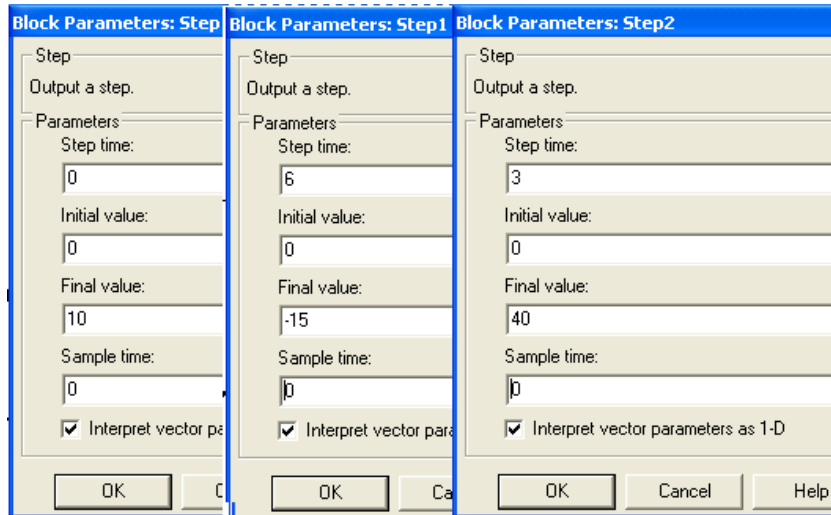 Block Parameters: Step
Step
Output a step.
Parameters
Step time:
0
Initial value:
0
Final value:
10
Sample time:
0
Interpret vector pa
OK
Block Parameters: Step1
Step
Output a step.
Parameters
Step time:
6
Initial value:
0
Final value:
-15
Sample time:
0
Interpret vector para
OK
Ca
Block Parameters: Step2
Step
Output a step.
Parameters
Step time:
3
Initial value:
0
Final value:
40
Sample time:
0
Interpret vector parameters as 1-D
OK
Cancel
Help